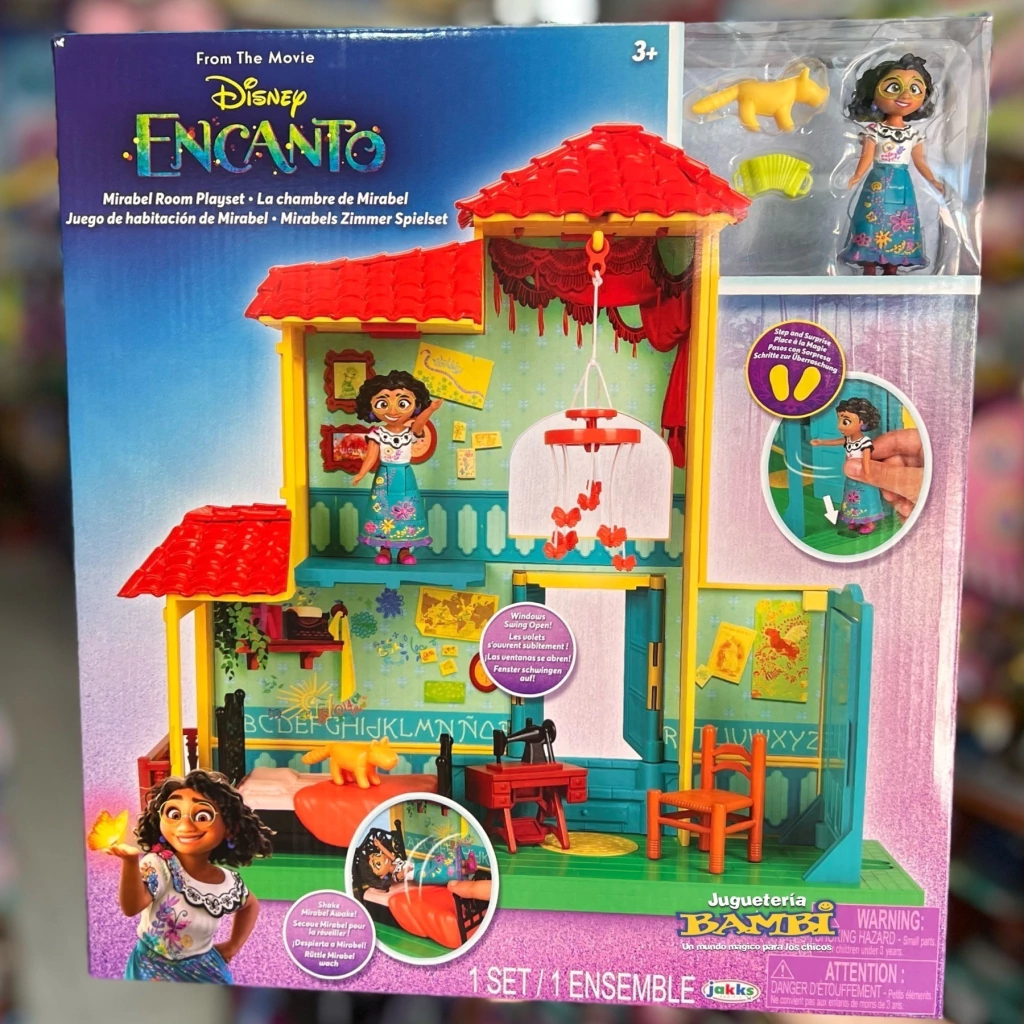 From The Movie
3+
Disney
ENCANTO
Mirabel Room Playset • La chambre de Mirabel
Juego de habitación de Mirabel • Mirabels Zimmer Spielset
Step and Surprise
Place à la Magie
Pasos con Sorpresa
Schritte zur Überraschung
Windows
Swing Open!
Les volets
s'ouvrent subitement !
¡Las ventanas se abren!
Fenster schwingen
auf!
BCDEFGHIJKLMNÑO
R UVWXYZ
Shake
Mirabel Awake!
Secoue Mirabel pour
la réveiller!
¡Despierta a Mirabel!
Rüttle Mirabel
wach
Juguetería
BAMBi
Un mundo magico para los chicos
WARNING:
KING HAZARD - Small parts.
children under 3 years.
ATTENTION :
DANGER D'ÉTOUFFEMENT - Petits éléments.
Ne convient pas aux enfants de moins de 3 ans.
1 SET / 1 ENSEMBLE
jakks